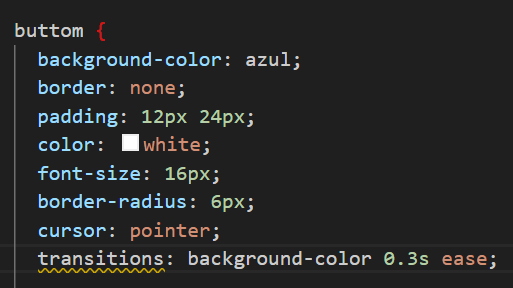 buttom {
background-color: azul;
border: none;
padding: 12px 24px;
color: white;
font-size: 16px;
border-radius: 6px;
cursor: pointer;
transitions: background-color 0.3s ease;